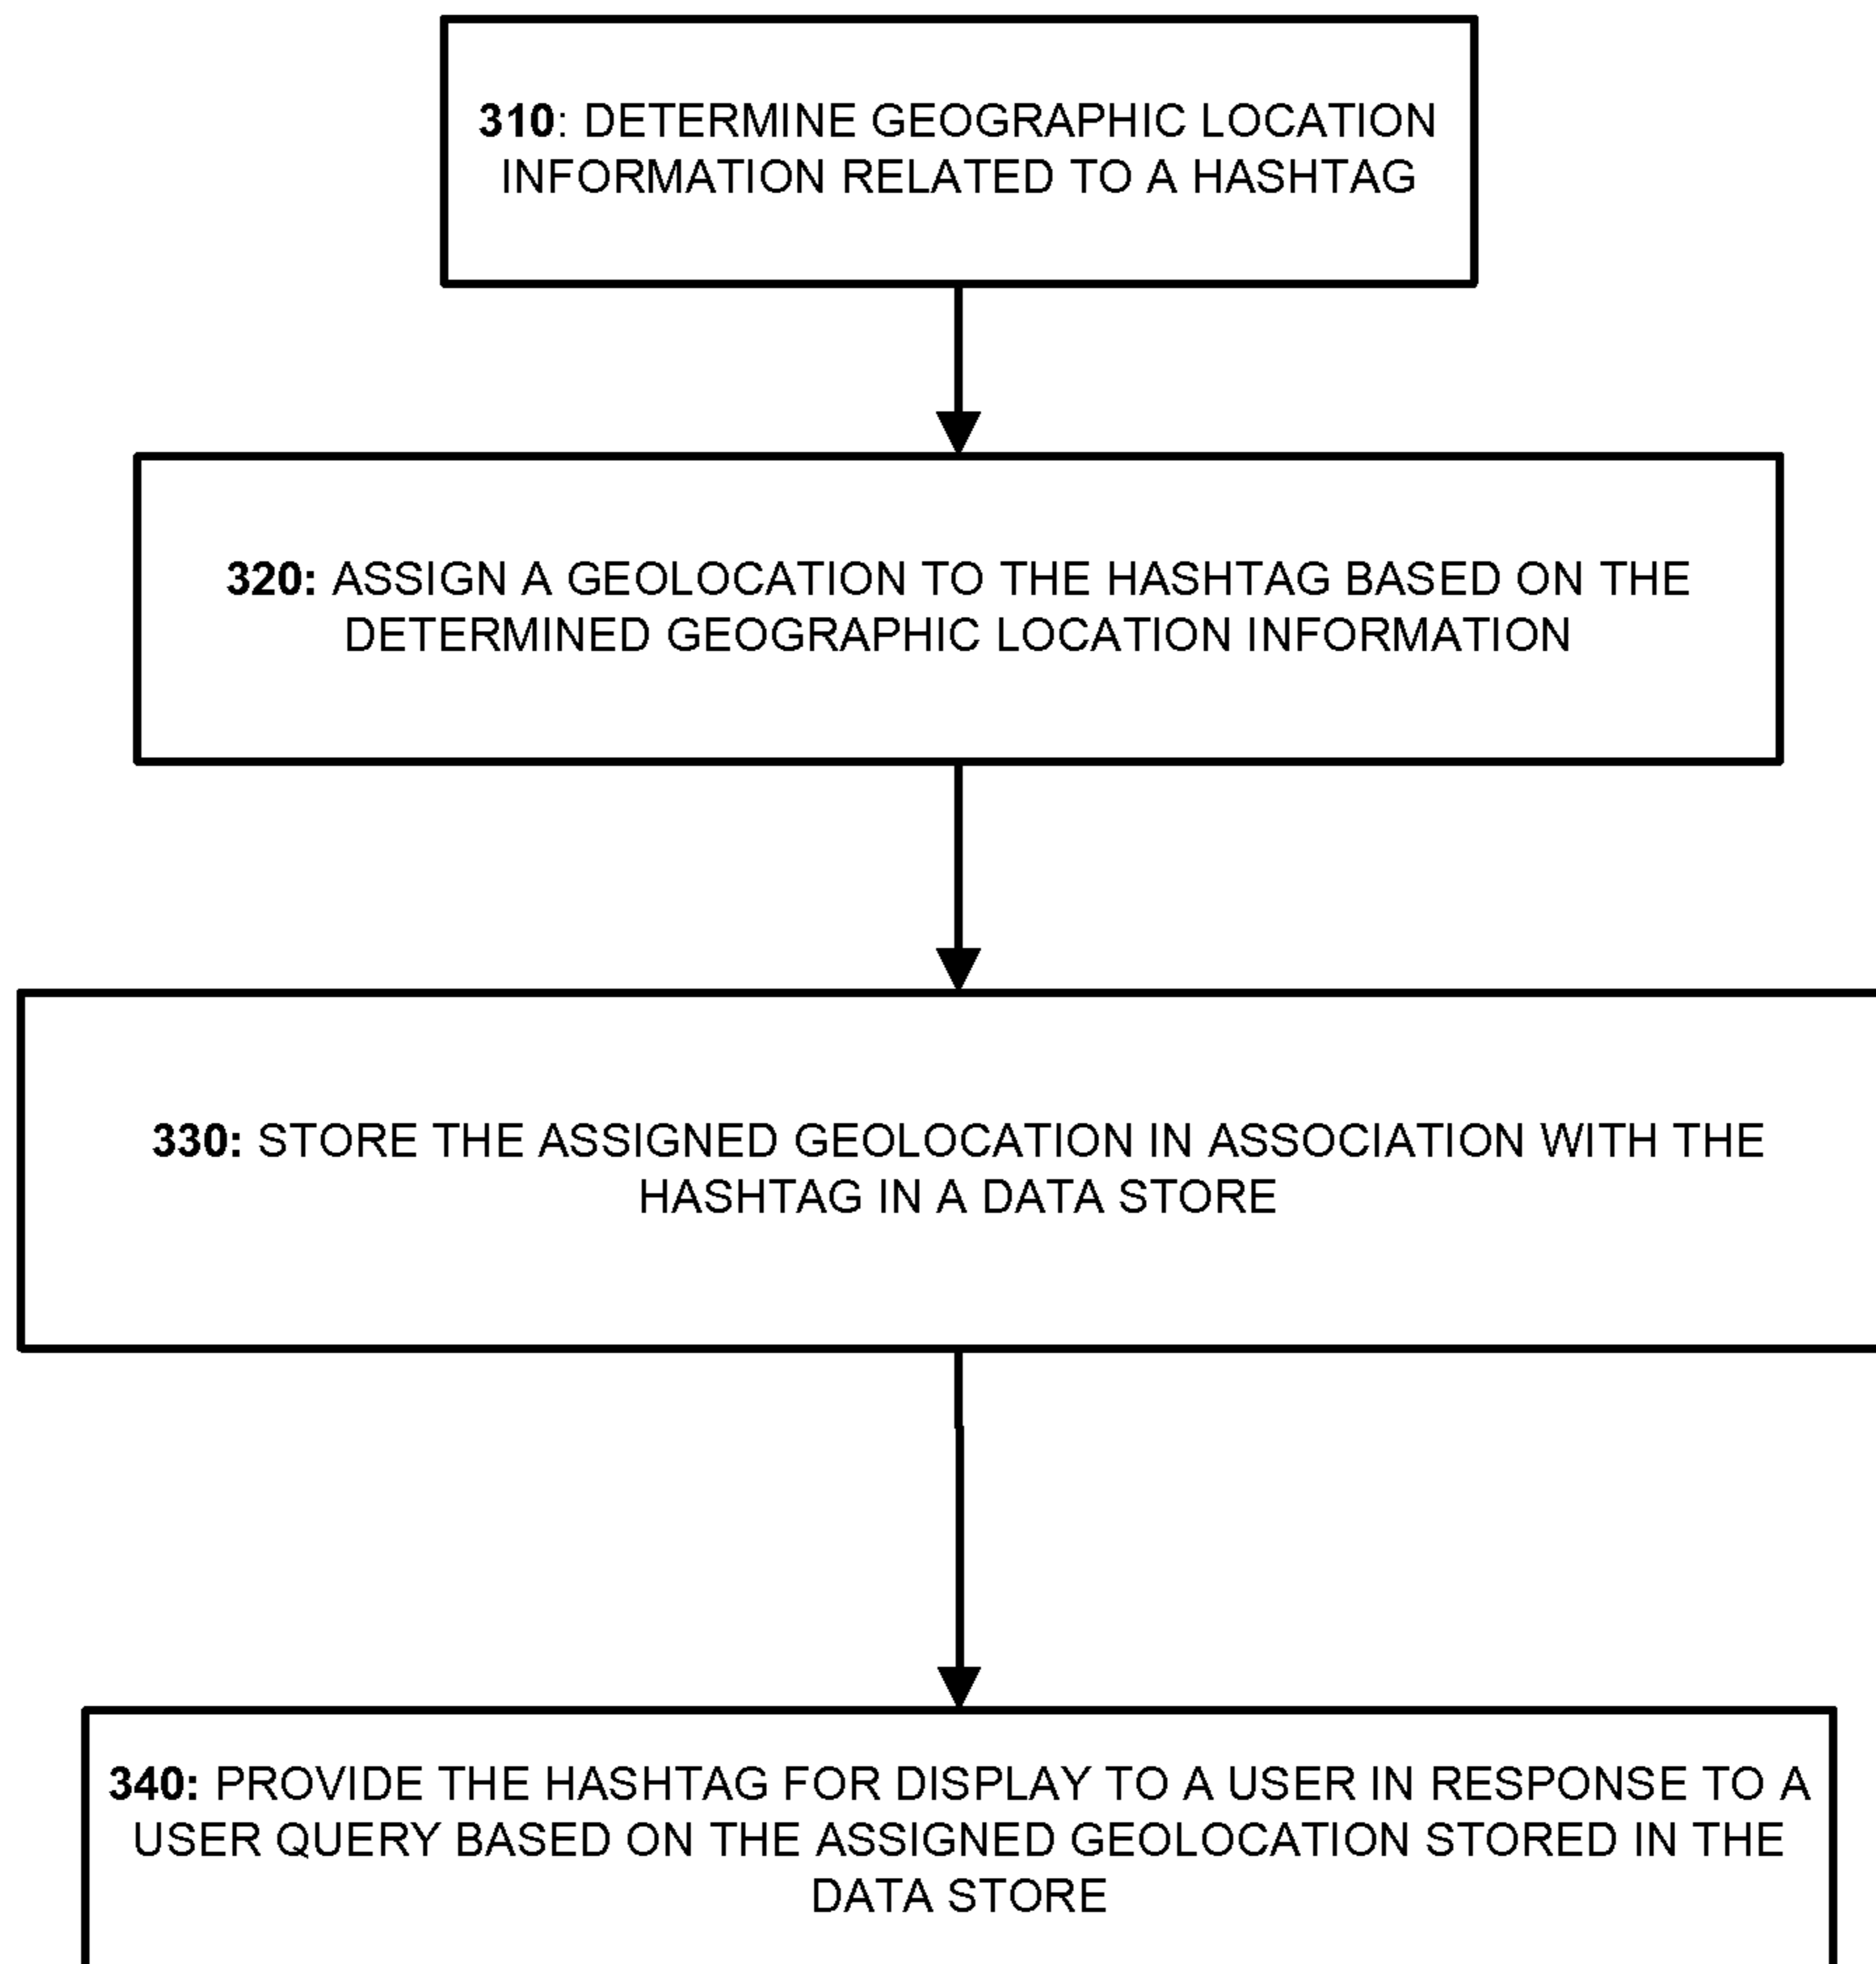 310: DETERMINE GEOGRAPHIC LOCATION
INFORMATION RELATED TO A HASHTAG
320: ASSIGN A GEOLOCATION TO THE HASHTAG BASED ON THE
DETERMINED GEOGRAPHIC LOCATION INFORMATION
330: STORE THE ASSIGNED GEOLOCATION IN ASSOCIATION WITH THE
HASHTAG IN A DATA STORE
340: PROVIDE THE HASHTAG FOR DISPLAY TO A USER IN RESPONSE TO A
USER QUERY BASED ON THE ASSIGNED GEOLOCATION STORED IN THE
DATA STORE